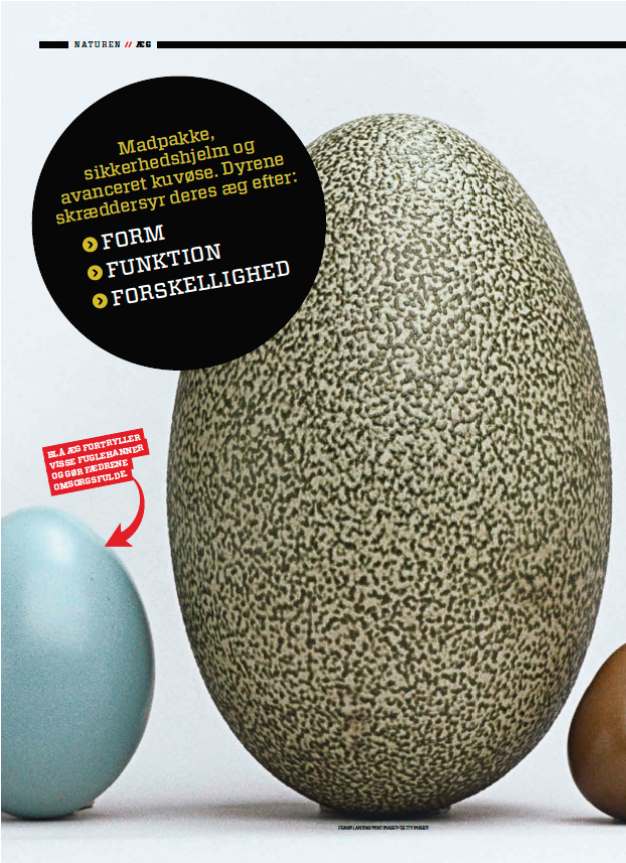 NATUREN // ÆG
Madpakke,
sikkerhedshjelm og
avanceret kuvøse. Dyrene
skræddersyr deres æg efter:
FORM
FUNKTION
FORSKELLIGHED
BLÅ ÆG FORTRYLLER
VISSE FUGLEHANNER
OG GØR FÆDRENE
OMSORGSFULDE